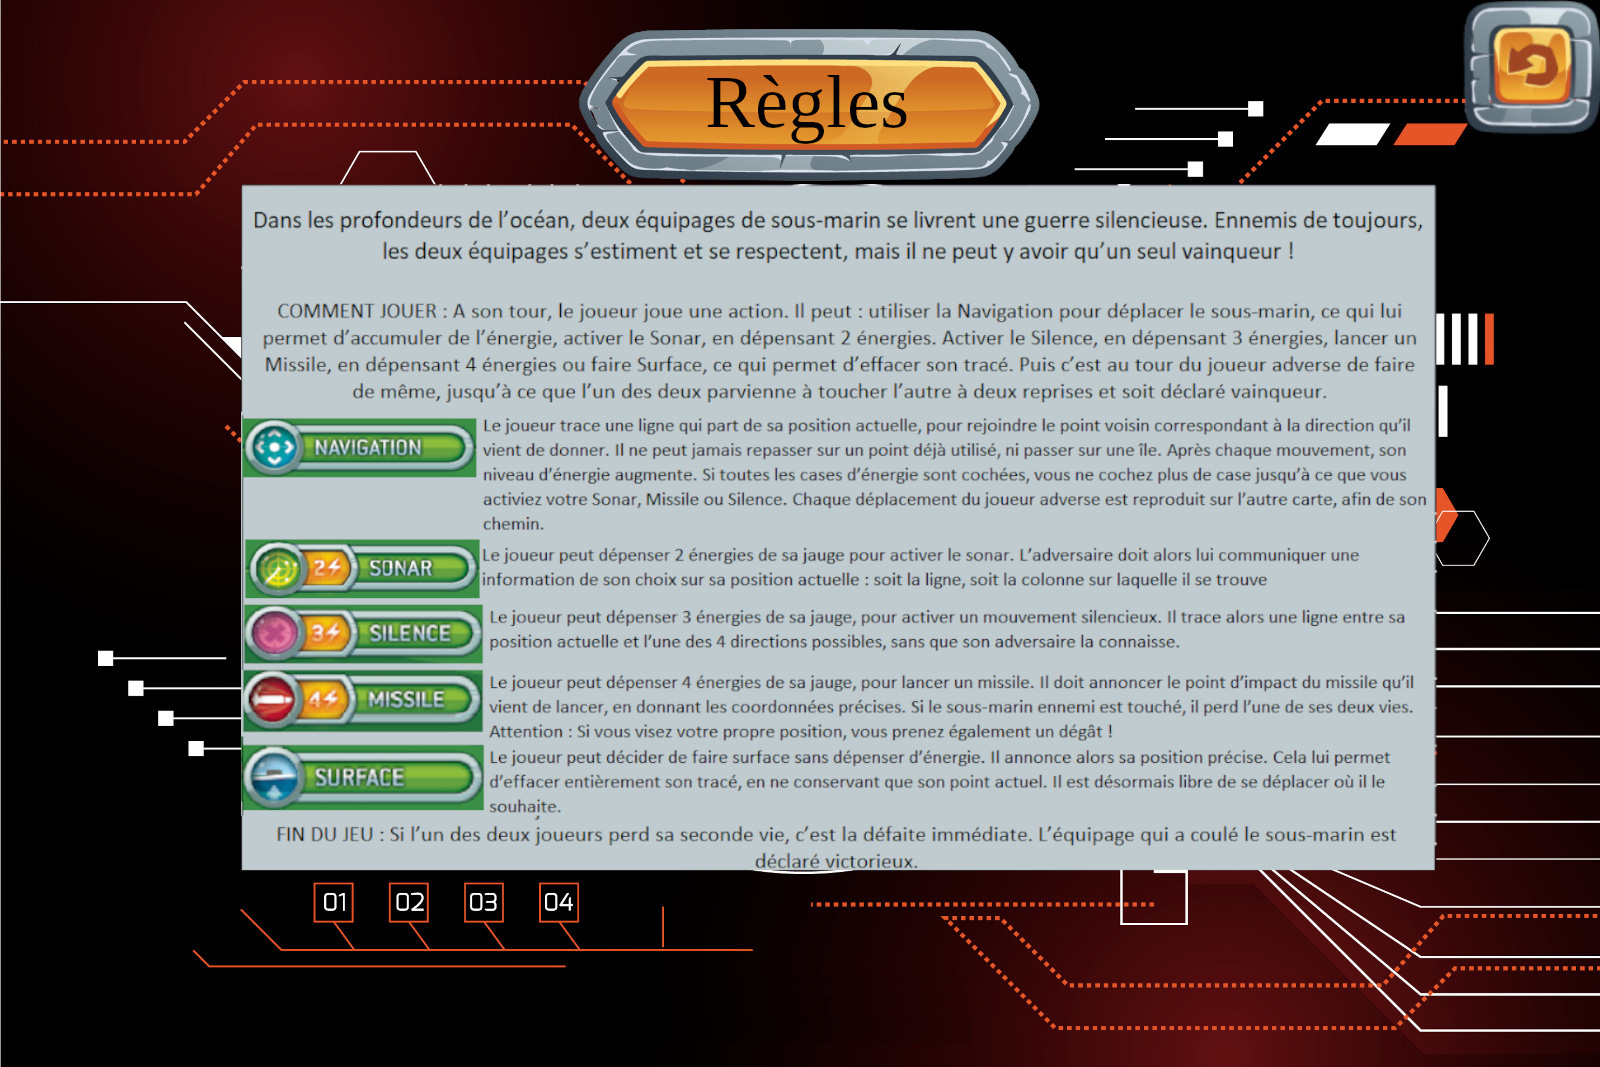 Règles
Dans les profondeurs de l’océan, deux équipages de sous-marin se livrent une guerre silencieuse. Ennemis de toujours,
les deux équipages s’estiment et se respectent, mais il ne peut y avoir qu’un seul vainqueur !
COMMENT JOUER : A son tour, le joueur joue une action. Il peut : utiliser la Navigation pour déplacer le sous-marin, ce qui lui
permet d’accumuler de l’énergie, activer le Sonar, en dépensant 2 énergies. Activer le Silence, en dépensant 3 énergies, lancer un
Missile, en dépensant 4 énergies ou faire Surface, ce qui permet d’effacer son tracé. Puis c’est au tour du joueur adverse de faire
de même, jusqu’à ce que l’un des deux parvienne à toucher l’autre à deux reprises et soit déclaré vainqueur.
NAVIGATION
Le joueur trace une ligne qui part de sa position actuelle, pour rejoindre le point voisin correspondant à la direction qu’il
vient de donner. Il ne peut jamais repasser sur un point déjà utilisé, ni passer sur une île. Après chaque mouvement, son
niveau d’énergie augmente. Si toutes les cases d’énergie sont cochées, vous ne cochez plus de case jusqu’à ce que vous
activiez votre Sonar, Missile ou Silence. Chaque déplacement du joueur adverse est reproduit sur l’autre carte, afin de son
chemin.
2 SONAR
Le joueur peut dépenser 2 énergies de sa jauge pour activer le sonar. L’adversaire doit alors lui communiquer une
information de son choix sur sa position actuelle : soit la ligne, soit la colonne sur laquelle il se trouve
3 SILENCE
Le joueur peut dépenser 3 énergies de sa jauge, pour activer un mouvement silencieux. Il trace alors une ligne entre sa
position actuelle et l’une des 4 directions possibles, sans que son adversaire la connaisse.
4 MISSILE
Le joueur peut dépenser 4 énergies de sa jauge, pour lancer un missile. Il doit annoncer le point d’impact du missile qu’il
vient de lancer, en donnant les coordonnées précises. Si le sous-marin ennemi est touché, il perd l’une de ses deux vies.
Attention : Si vous visez votre propre position, vous prenez également un dégât !
SURFACE
Le joueur peut décider de faire surface sans dépenser d’énergie. Il annonce alors sa position précise. Cela lui permet
d’effacer entièrement son tracé, en ne conservant que son point actuel. Il est désormais libre de se déplacer où il le
souhaite.
FIN DU JEU : Si l’un des deux joueurs perd sa seconde vie, c’est la défaite immédiate. L’équipage qui a coulé le sous-marin est
déclaré victorieux.
01 02 03 04